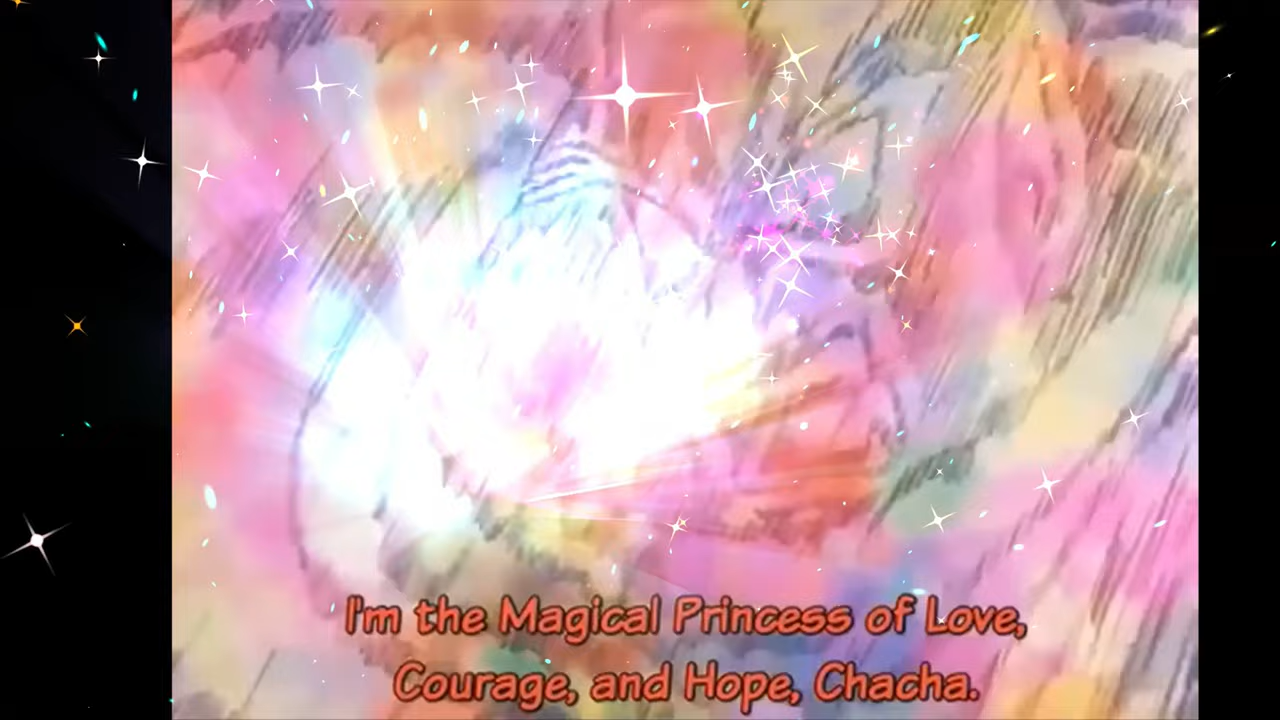 I'm the Magical Princess of Love,
Courage, and Hope, Chacha.